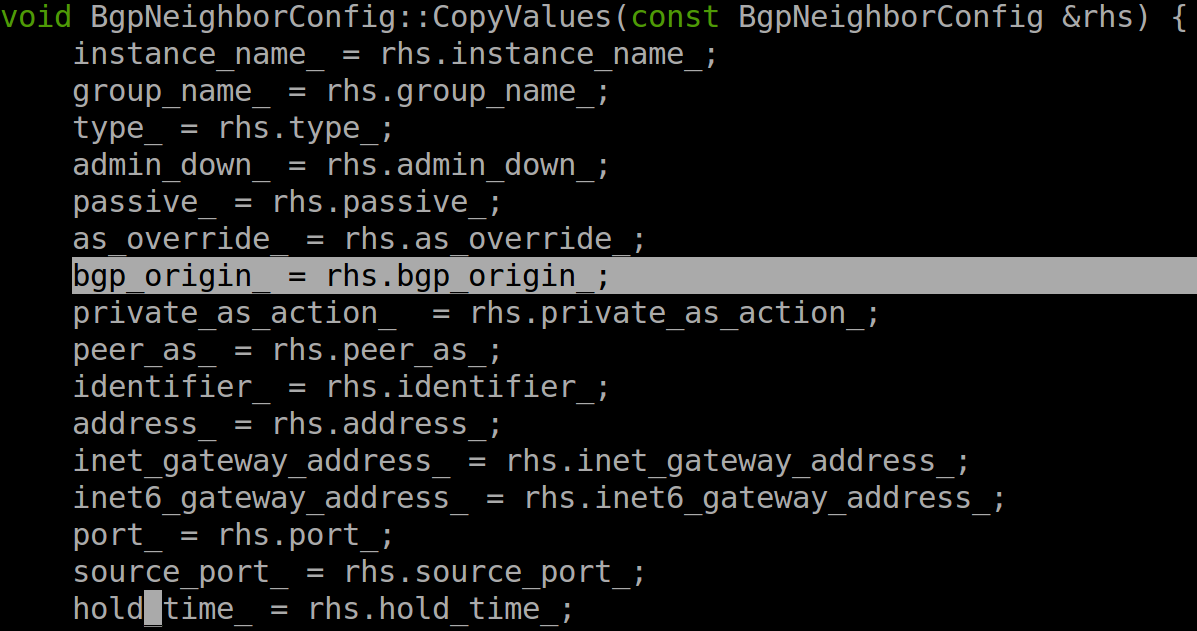 void BgpNeighborConfig::CopyValues(const BgpNeighborConfig &rhs) {
    instance_name_ = rhs.instance_name_;
    group_name_ = rhs.group_name_;
    type_ = rhs.type_;
    admin_down_ = rhs.admin_down_;
    passive_ = rhs.passive_;
    as_override_ = rhs.as_override_;
    bgp_origin_ = rhs.bgp_origin_;
    private_as_action_  = rhs.private_as_action_;
    peer_as_ = rhs.peer_as_;
    identifier_ = rhs.identifier_;
    address_ = rhs.address_;
    inet_gateway_address_ = rhs.inet_gateway_address_;
    inet6_gateway_address_ = rhs.inet6_gateway_address_;
    port_ = rhs.port_;
    source_port_ = rhs.source_port_;
    hold_time_ = rhs.hold_time_;